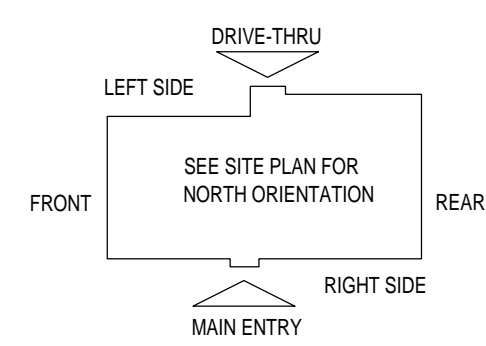 DRIVE-THRU
LEFT SIDE
SEE SITE PLAN FOR
NORTH ORIENTATION
FRONT
REAR
RIGHT SIDE
MAIN ENTRY